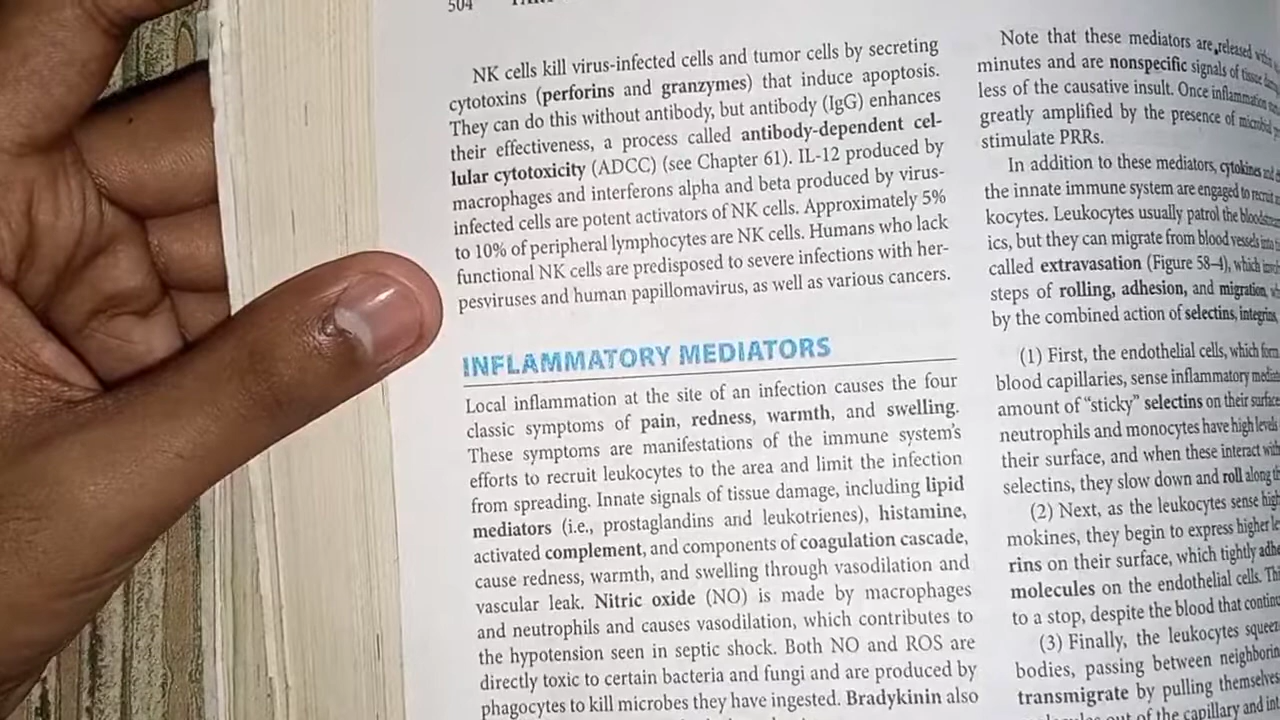 504
NK cells kill virus-infected cells and tumor cells by secreting
cytotoxins (perforins and granzymes) that induce apoptosis.
They can do this without antibody, but antibody (IgG) enhances
their effectiveness, a process called antibody-dependent cel-
lular cytotoxicity (ADCC) (see Chapter 61). IL-12 produced by
macrophages and interferons alpha and beta produced by virus-
infected cells are potent activators of NK cells. Approximately 5%
to 10% of peripheral lymphocytes are NK cells. Humans who lack
functional NK cells are predisposed to severe infections with her-
pesviruses and human papillomavirus, as well as various cancers.
INFLAMMATORY MEDIATORS
Local inflammation at the site of an infection causes the four
classic symptoms of pain, redness, warmth, and swelling.
These symptoms are manifestations of the immune system's
efforts to recruit leukocytes to the area and limit the infection
from spreading. Innate signals of tissue damage, including lipid
mediators (i.e., prostaglandins and leukotrienes), histamine,
activated complement, and components of coagulation cascade,
cause redness, warmth, and swelling through vasodilation and
vascular leak. Nitric oxide (NO) is made by macrophages
and neutrophils and causes vasodilation, which contributes to
the hypotension seen in septic shock. Both NO and ROS are
directly toxic to certain bacteria and fungi and are produced by
phagocytes to kill microbes they have ingested. Bradykinin also
Note that these mediators are released within
minutes and are nonspecific signals of tissue
less of the causative insult. Once inflammation
greatly amplified by the presence of microbial
stimulate PRRs.
In addition to these mediators, cytokines and
the innate immune system are engaged to recruit
kocytes. Leukocytes usually patrol the
ics, but they can migrate from blood vessels into
called extravasation (Figure 58–4), which
steps of rolling, adhesion, and migration,
by the combined action of selectins, integrins,
(1) First, the endothelial cells, which form
blood capillaries, sense inflammatory
amount of "sticky" selectins on their surface
neutrophils and monocytes have high levels
their surface, and when these interact with
selectins, they slow down and roll along
(2) Next, as the leukocytes sense high
mokines, they begin to express higher
rins on their surface, which tightly
molecules on the endothelial cells.
to a stop, despite the blood that
(3) Finally, the leukocytes
bodies, passing between
transmigrate by pulling themselves
out of the capillary and